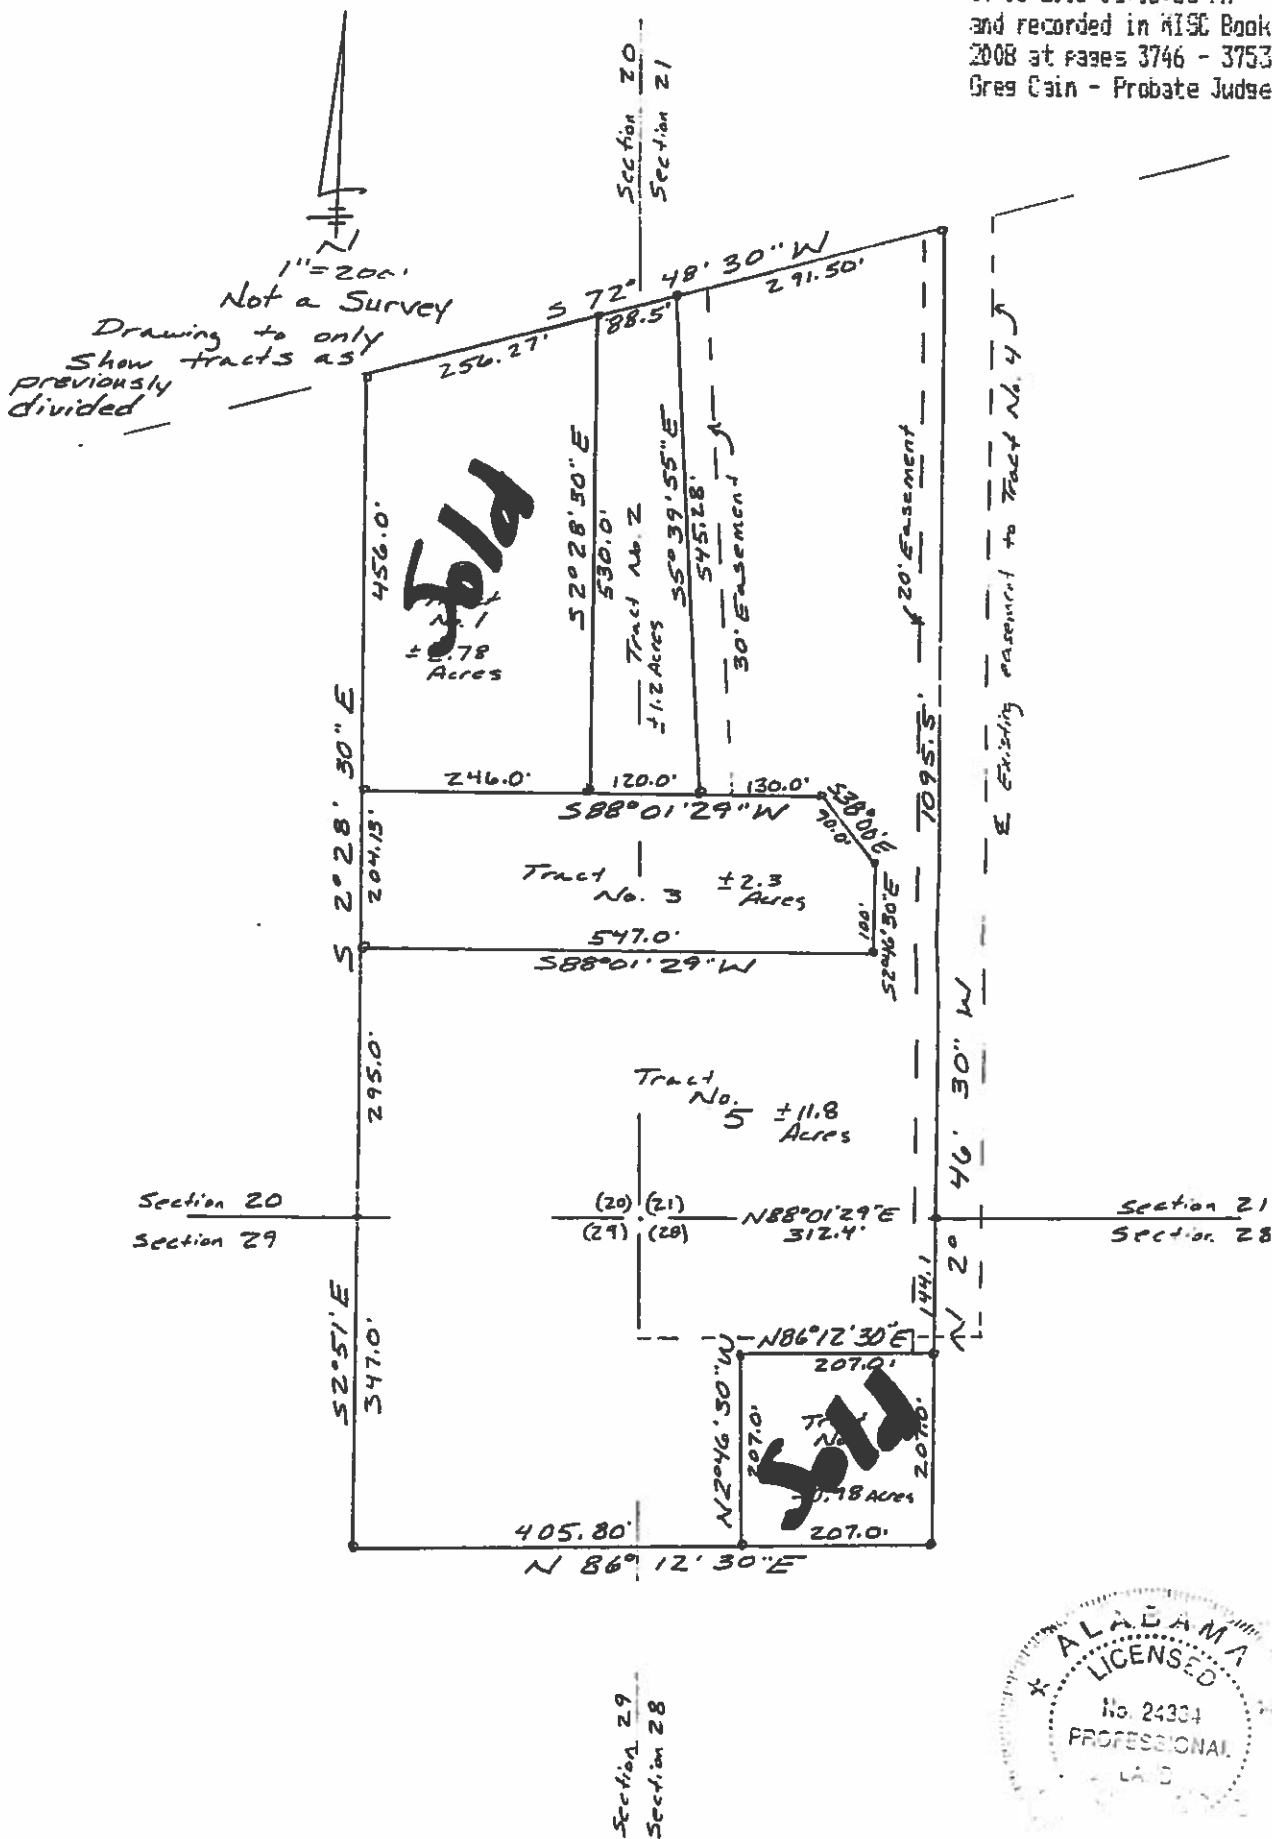 and recorded in MISC Book
2008 at pages 3746 - 3753
Greg Cain - Probate Judge
Section 20
Section 21
N
1"=200'
Not a Survey
Drawing to only
show tracts as
previously
divided
S 72° 48' 30" W
256.27'
88.5'
291.50'
S 2° 28' 30" E
456.0'
Sold
No. 1
Acres
S2°28'30"E
530.0'
Tract No. 2
±1.2 Acres
S5°39'55"E
545.28'
30' Easement
20' Easement
1095.5'
Existing easement to Tract No. 4
246.0'
120.0'
130.0'
S88°01'29"W
S38°00'E
90.0'
204.13'
Tract
No. 3 ±2.3
Acres
100'
S2°46'30"E
547.0'
S88°01'29"W
295.0'
Tract
No.
5 ±11.8
Acres
N 2° 46' 30" W
Section 20
Section 29
(20) (21)
(29) (28)
N88°01'29"E
312.4'
Section 21
Section 28
144.1
S2°51'E
347.0'
N86°12'30"E
207.0'
N2°46'30"W
207.0'
Sold
Acres
207.0'
405.80'
207.0'
N 86° 12' 30"E
Section 29
Section 28
ALABAMA
LICENSED
No. 24334
PROFESSIONAL